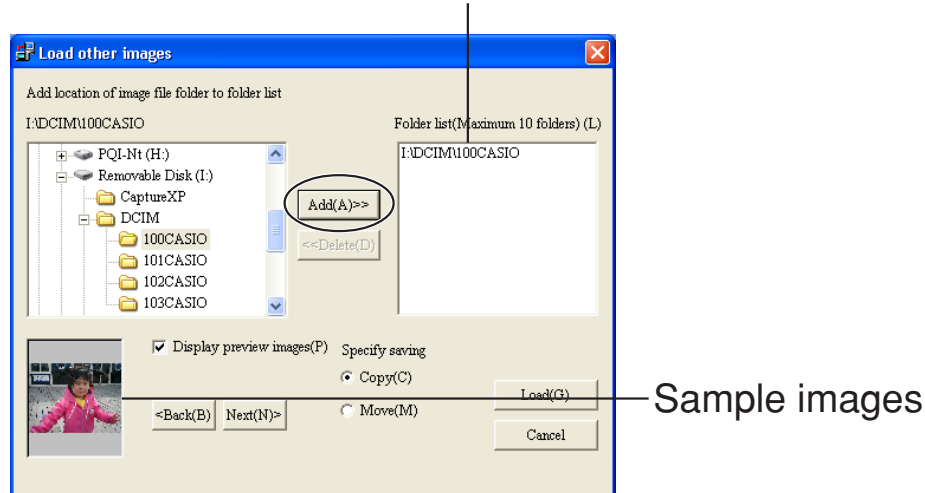 Load other images
Add location of image file folder to folder list
I:\DCIM\100CASIO
Folder list(Maximum 10 folders) (L)
PQI-Nt (H:)
Removable Disk (I:)
CaptureXP
DCIM
100CASIO
101CASIO
102CASIO
103CASIO
Add(A)>>
<<Delete(D)
I:\DCIM\100CASIO
Display preview images(P)
Specify saving
Copy(C)
Move(M)
<Back(B)
Next(N)>
Load(G)
Cancel
Sample images